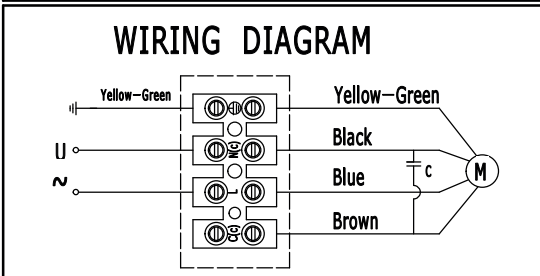 WIRING DIAGRAM
Yellow-Green
Yellow-Green
U
N(C)
Black
C
M
~
L
Blue
C(C)
Brown